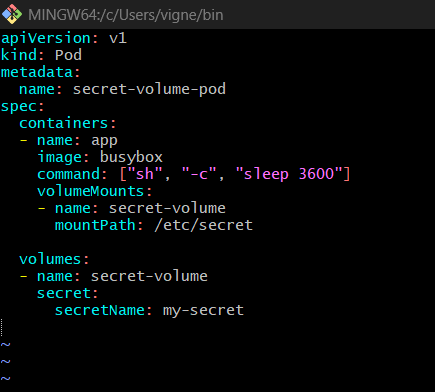 MINGW64:/c/Users/vigne/bin
apiVersion: v1
kind: Pod
metadata:
  name: secret-volume-pod
spec:
  containers:
  - name: app
    image: busybox
    command: ["sh", "-c", "sleep 3600"]
    volumeMounts:
    - name: secret-volume
      mountPath: /etc/secret

  volumes:
  - name: secret-volume
    secret:
      secretName: my-secret

~
~
~